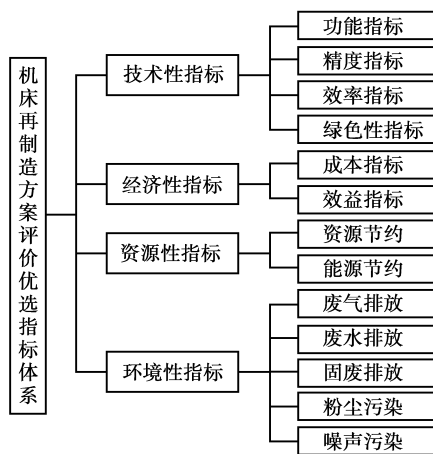 机床再制造方案评价优选指标体系
技术性指标
功能指标
精度指标
效率指标
绿色性指标
经济性指标
成本指标
效益指标
资源性指标
资源节约
能源节约
环境性指标
废气排放
废水排放
固废排放
粉尘污染
噪声污染